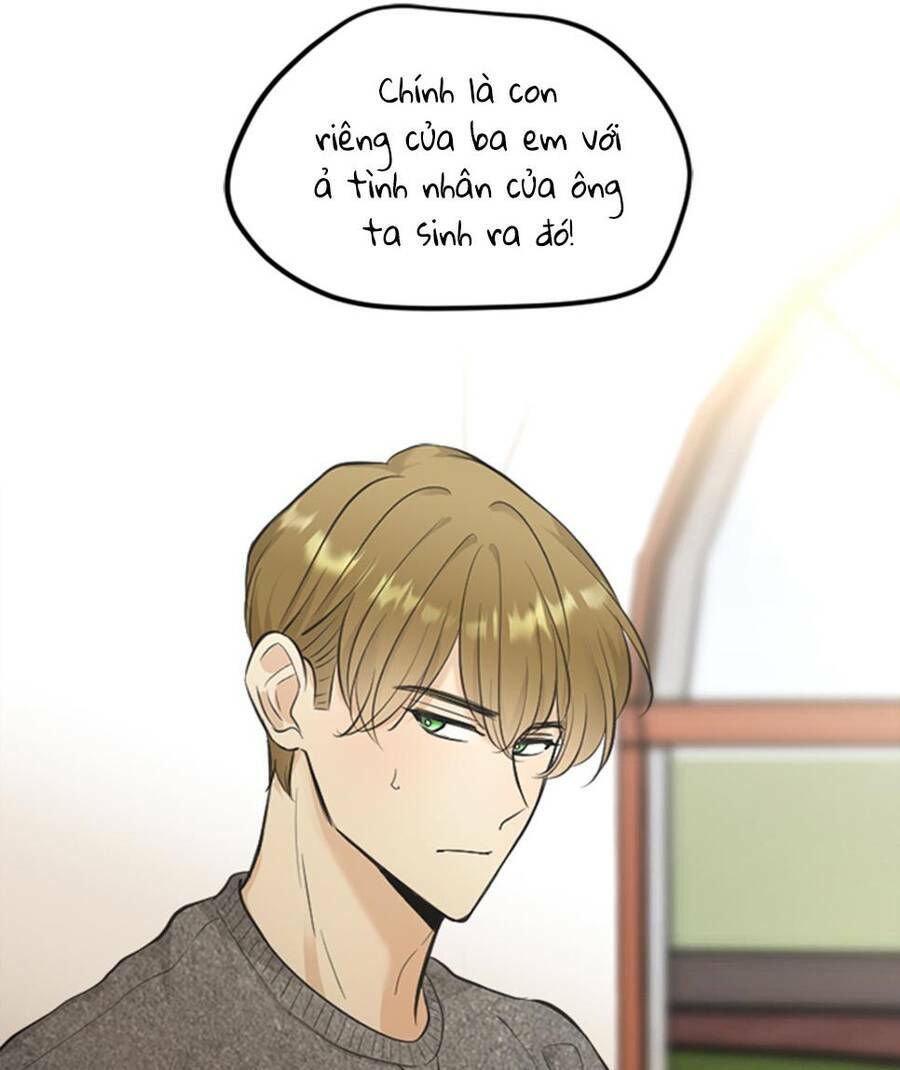 Chính là con
riêng của ba em với
ả tình nhân của ông
ta sinh ra đó!